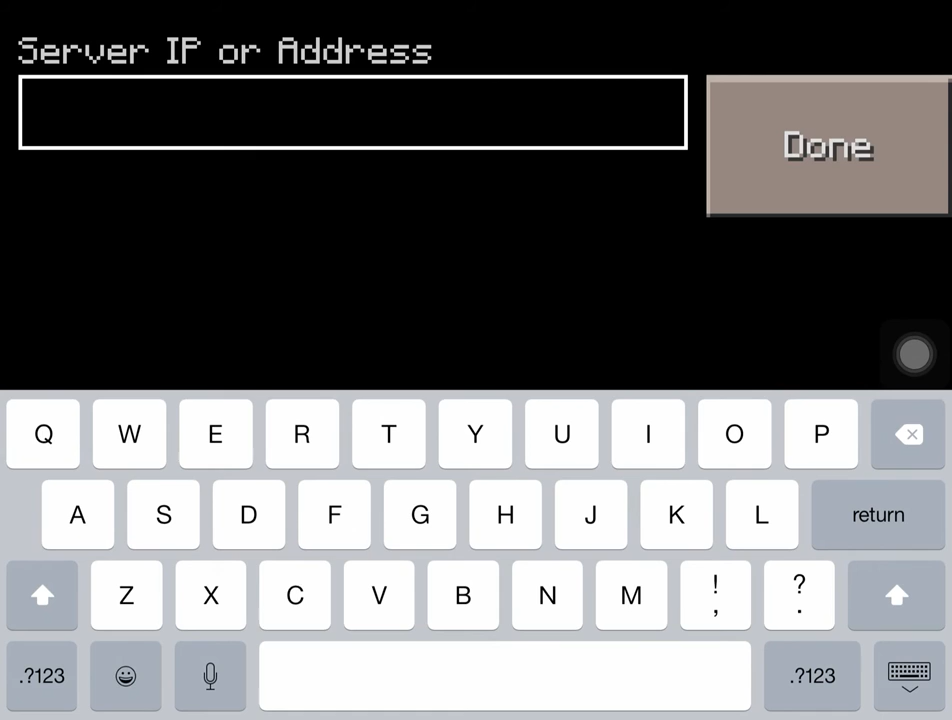 Server IP or Address
Done
Q W E R T Y U I O P
A S D F G H J K L return
Z X C V B N M ! , ? .
.?123 .?123